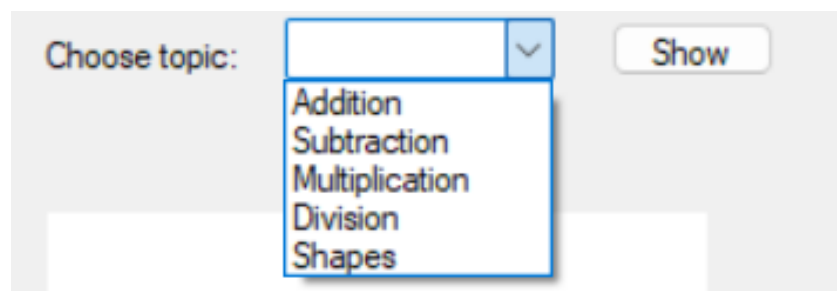 Choose topic: Show
Addition
Subtraction
Multiplication
Division
Shapes